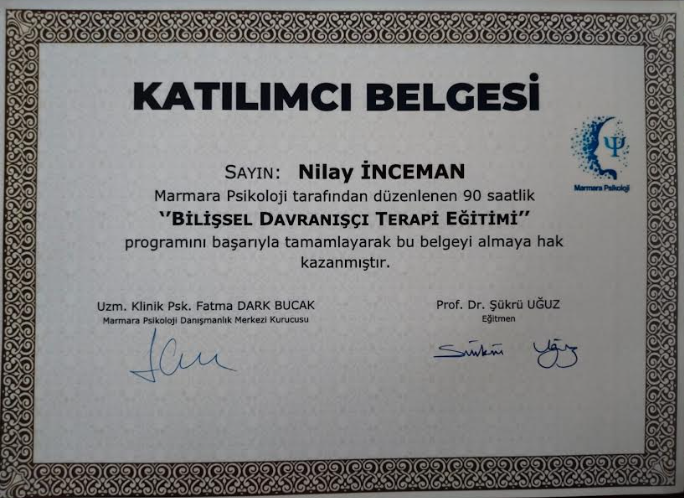 KATILIMCI BELGESİ
Ψ
Marmara Psikoloji
SAYIN: Nilay İNCEMAN
Marmara Psikoloji tarafından düzenlenen 90 saatlik
‘’BİLİŞSEL DAVRANIŞÇI TERAPİ EĞİTİMİ’’
programını başarıyla tamamlayarak bu belgeyi almaya hak
kazanmıştır.
Uzm. Klinik Psk. Fatma DARK BUCAK
Marmara Psikoloji Danışmanlık Merkezi Kurucusu
Prof. Dr. Şükrü UĞUZ
Eğitmen
Şükrü Uğuz